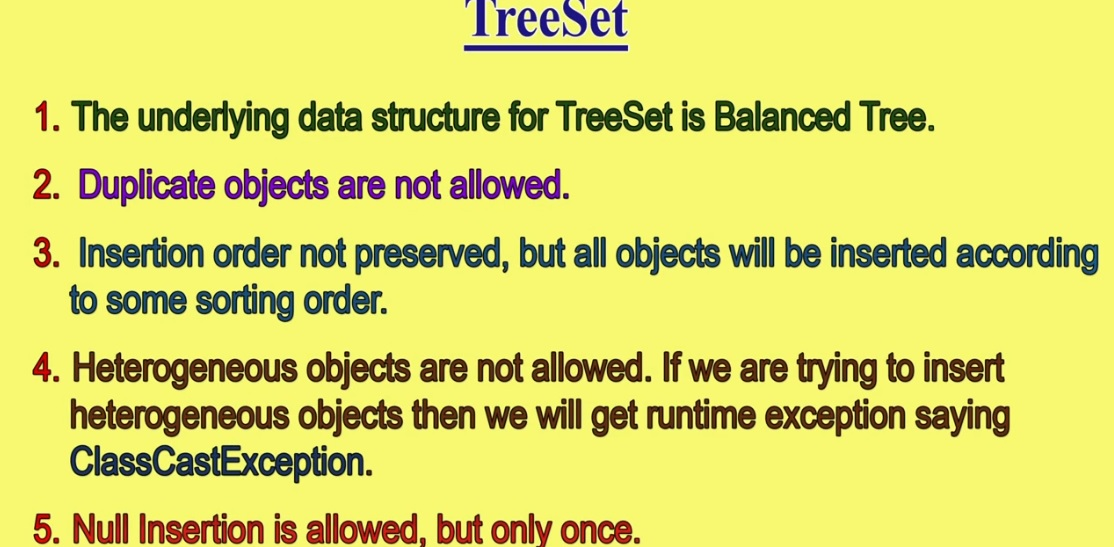 TreeSet
1. The underlying data structure for TreeSet is Balanced Tree.
2. Duplicate objects are not allowed.
3. Insertion order not preserved, but all objects will be inserted according
to some sorting order.
4. Heterogeneous objects are not allowed. If we are trying to insert
heterogeneous objects then we will get runtime exception saying
ClassCastException.
5. Null Insertion is allowed, but only once.